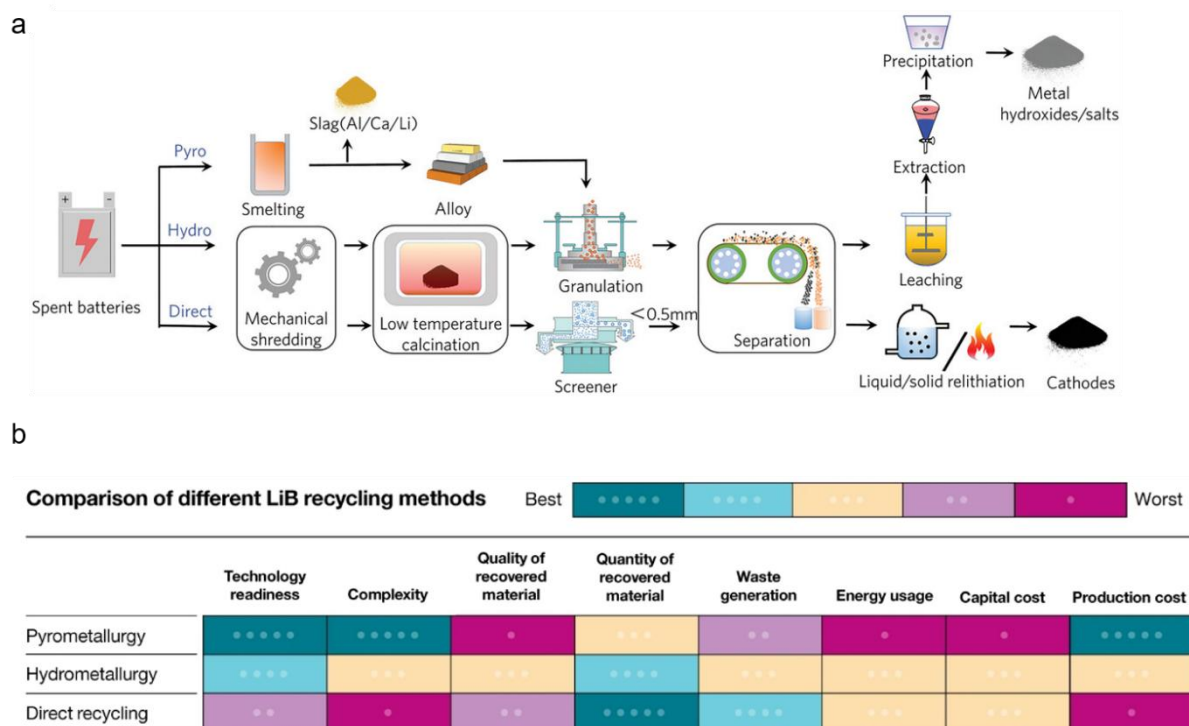 a
Slag(Al/Ca/Li)
Precipitation
Metal
hydroxides/salts
Extraction
Pyro
Smelting
Alloy
+ -
Hydro
Leaching
Granulation
Spent batteries
Direct
Mechanical
shredding
Low temperature
calcination
<0.5mm
Separation
Screener
Liquid/solid relithiation
Cathodes
b
Comparison of different LiB recycling methods
Best
Worst
Technology
readiness
Complexity
Quality of
recovered
material
Quantity of
recovered
material
Waste
generation
Energy usage
Capital cost
Production cost
Pyrometallurgy
Hydrometallurgy
Direct recycling